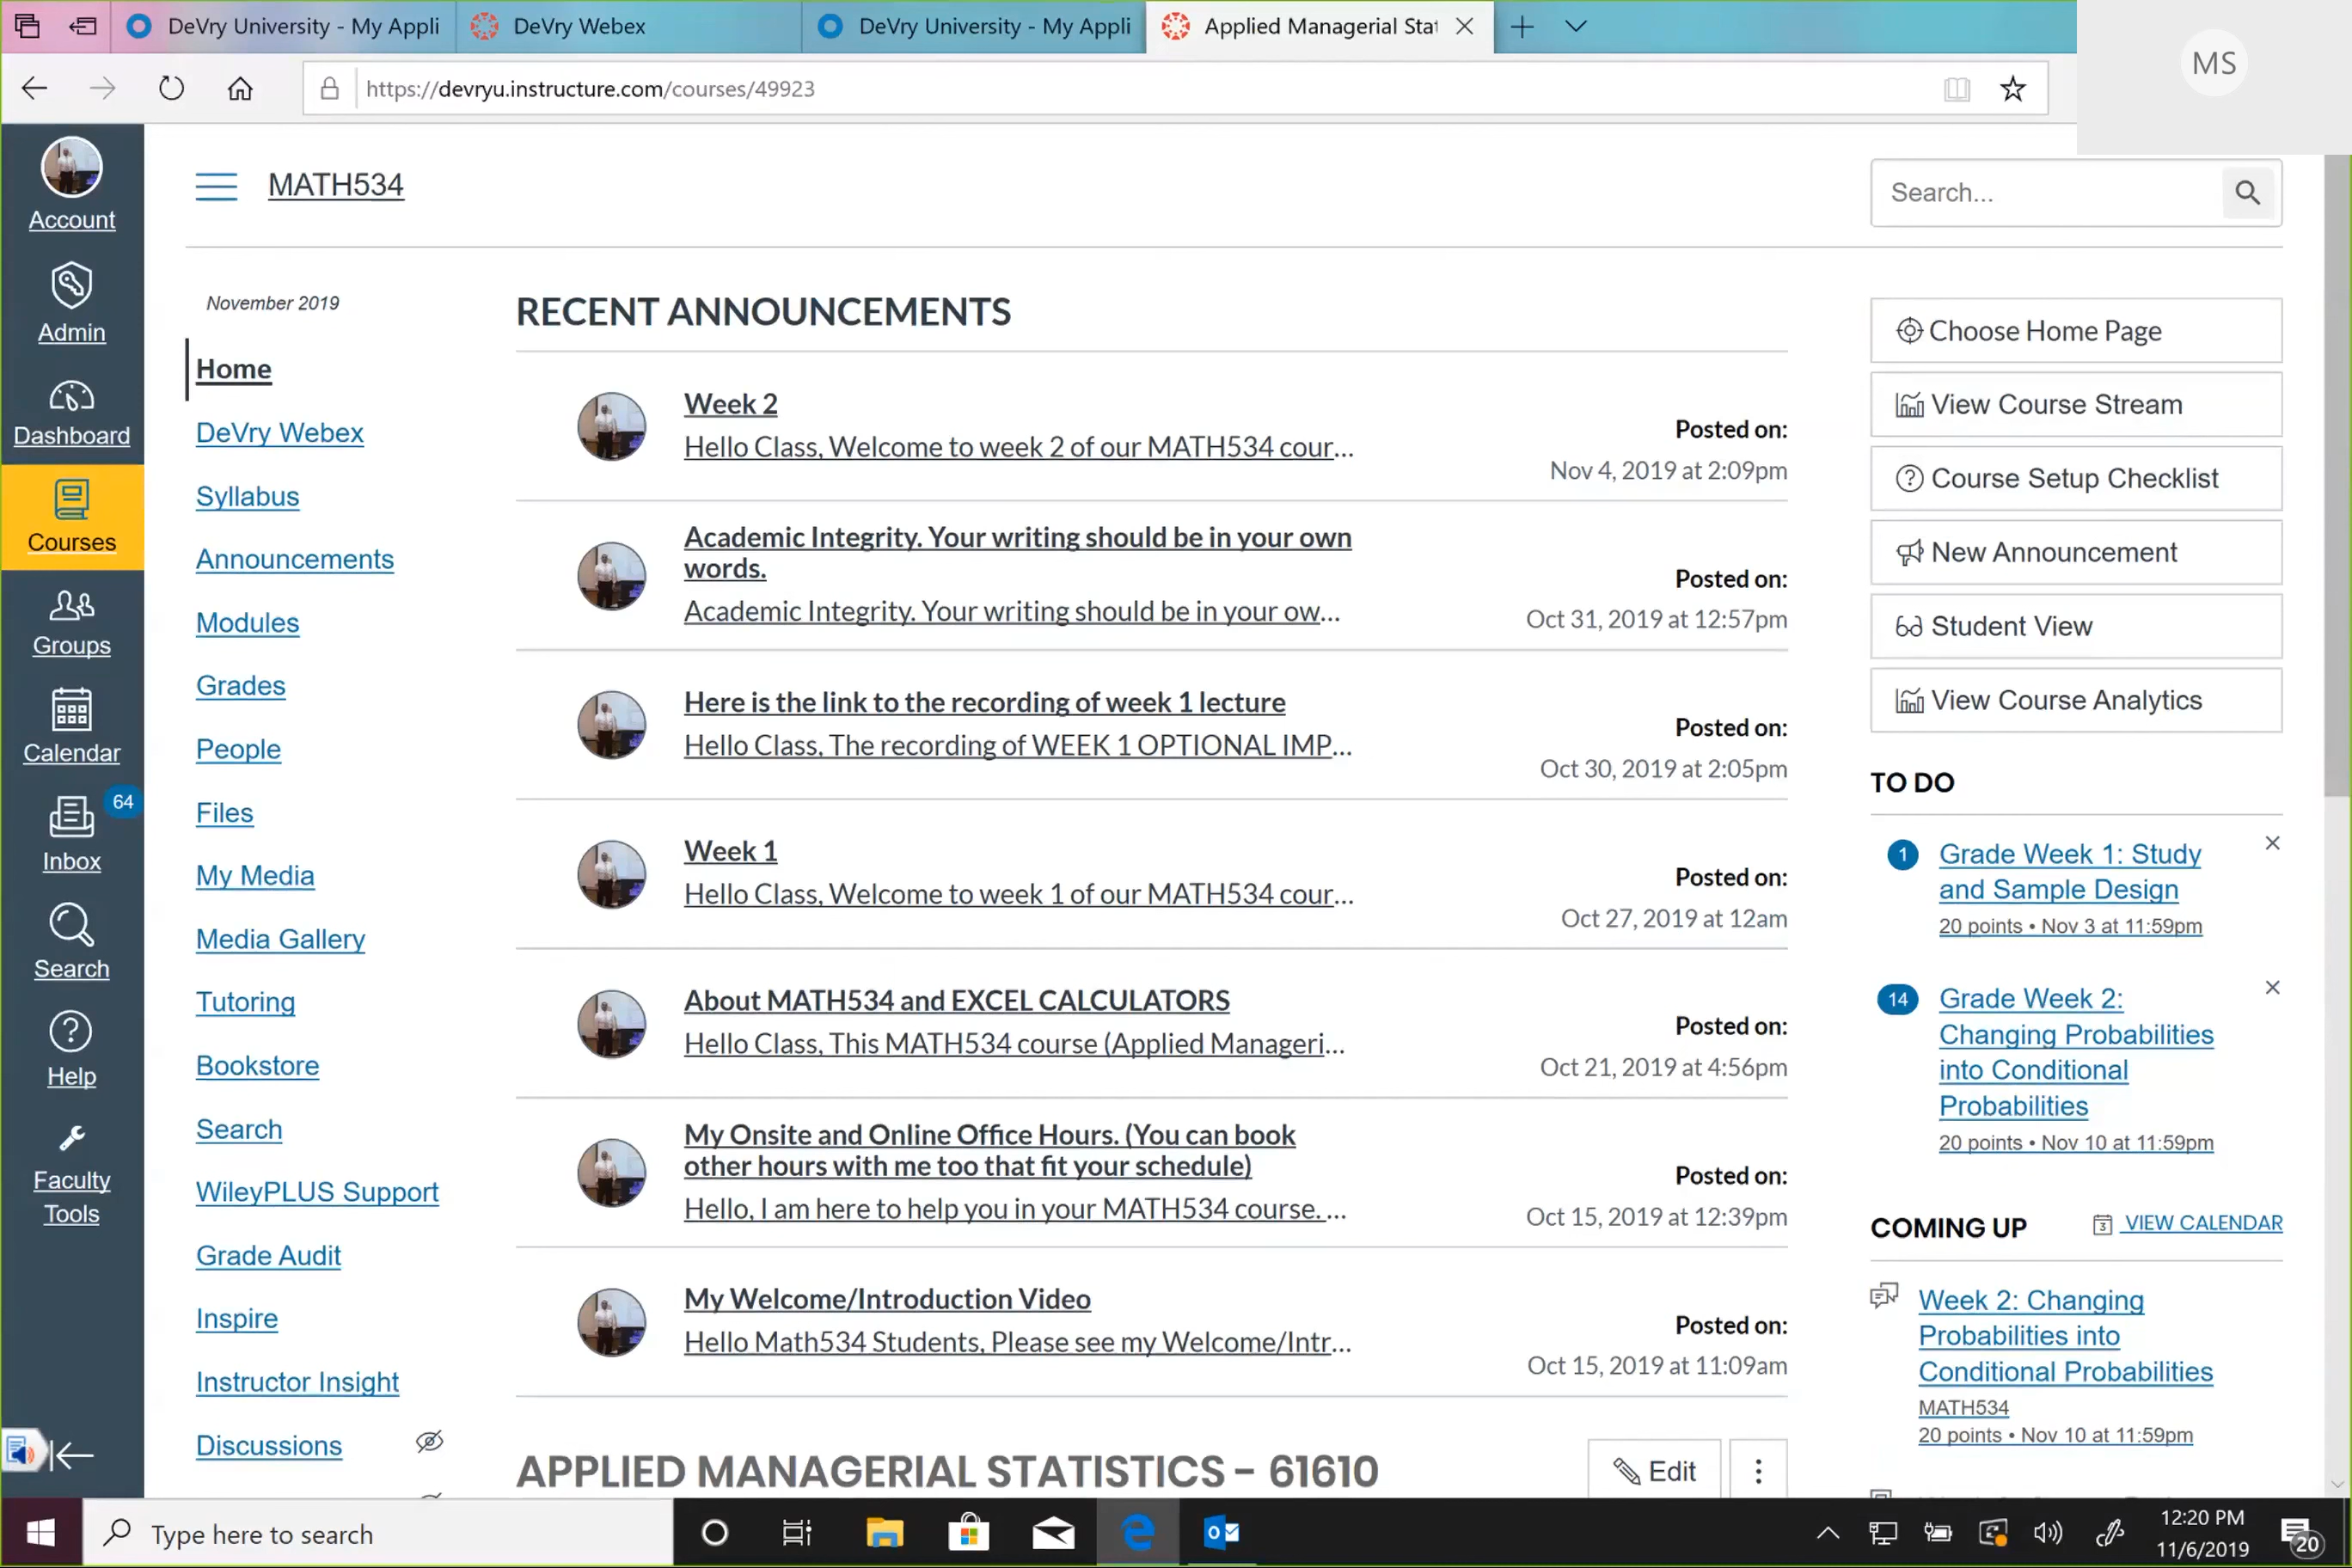 DeVry University - My Appli
DeVry Webex
DeVry University - My Appli
Applied Managerial Stat
MS
https://devryu.instructure.com/courses/49923
Account
Admin
Dashboard
Courses
Groups
Calendar
64
Inbox
Search
Help
Faculty
Tools
MATH534
Search...
November 2019
Home
DeVry Webex
Syllabus
Announcements
Modules
Grades
People
Files
My Media
Media Gallery
Tutoring
Bookstore
Search
WileyPLUS Support
Grade Audit
Inspire
Instructor Insight
Discussions
RECENT ANNOUNCEMENTS
Week 2
Hello Class, Welcome to week 2 of our MATH534 cour...
Posted on:
Nov 4, 2019 at 2:09pm
Academic Integrity. Your writing should be in your own
words.
Academic Integrity. Your writing should be in your ow...
Posted on:
Oct 31, 2019 at 12:57pm
Here is the link to the recording of week 1 lecture
Hello Class, The recording of WEEK 1 OPTIONAL IMP...
Posted on:
Oct 30, 2019 at 2:05pm
Week 1
Hello Class, Welcome to week 1 of our MATH534 cour...
Posted on:
Oct 27, 2019 at 12am
About MATH534 and EXCEL CALCULATORS
Hello Class, This MATH534 course (Applied Manageri...
Posted on:
Oct 21, 2019 at 4:56pm
My Onsite and Online Office Hours. (You can book
other hours with me too that fit your schedule)
Hello, I am here to help you in your MATH534 course. ...
Posted on:
Oct 15, 2019 at 12:39pm
My Welcome/Introduction Video
Hello Math534 Students, Please see my Welcome/Intr...
Posted on:
Oct 15, 2019 at 11:09am
APPLIED MANAGERIAL STATISTICS - 61610
Edit
Choose Home Page
View Course Stream
Course Setup Checklist
New Announcement
Student View
View Course Analytics
TO DO
1
Grade Week 1: Study
and Sample Design
20 points • Nov 3 at 11:59pm
14
Grade Week 2:
Changing Probabilities
into Conditional
Probabilities
20 points • Nov 10 at 11:59pm
COMING UP
3 VIEW CALENDAR
Week 2: Changing
Probabilities into
Conditional Probabilities
MATH534
20 points • Nov 10 at 11:59pm
Type here to search
12:20 PM
11/6/2019
20